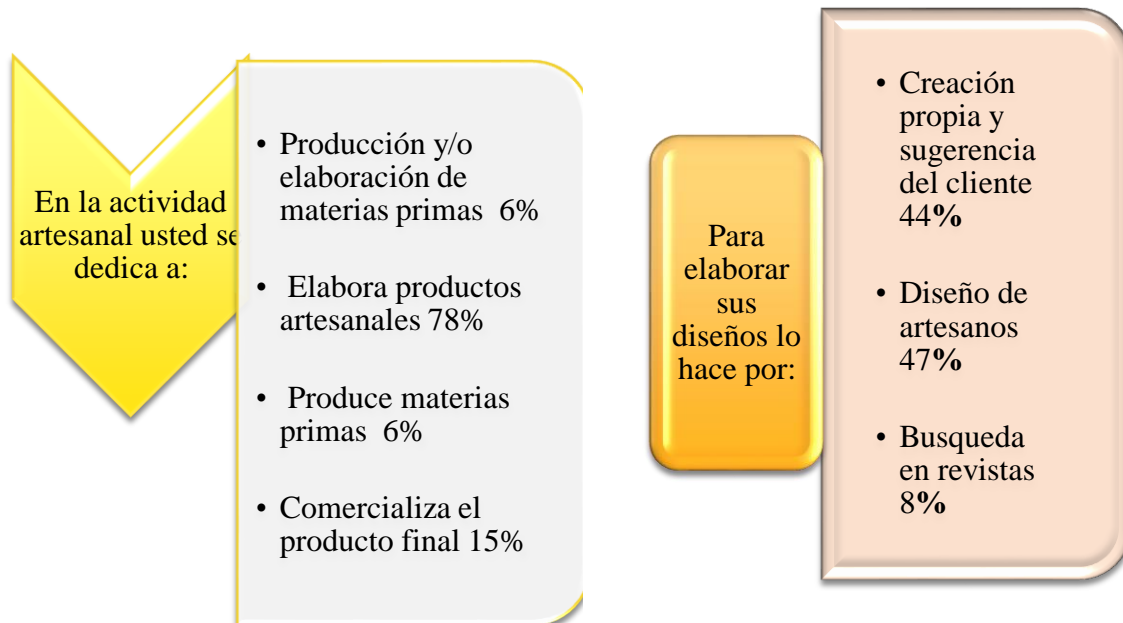 En la actividad
artesanal usted se
dedica a:
• Producción y/o
elaboración de
materias primas 6%
• Elabora productos
artesanales 78%
• Produce materias
primas 6%
• Comercializa el
producto final 15%
Para
elaborar
sus
diseños lo
hace por:
• Creación
propia y
sugerencia
del cliente
44%
• Diseño de
artesanos
47%
• Busqueda
en revistas
8%